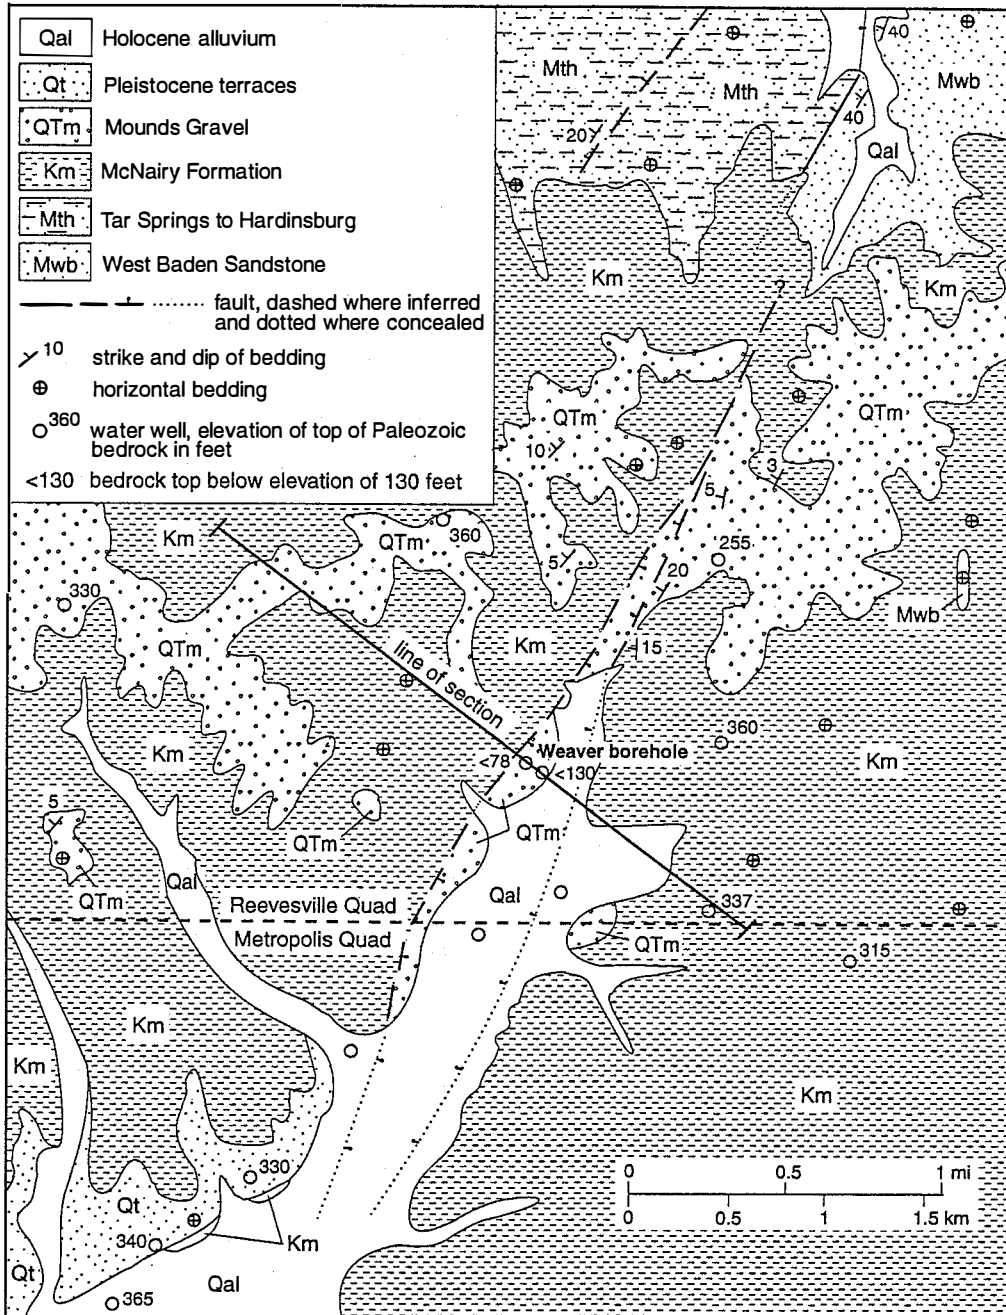 Qal Holocene alluvium
Qt Pleistocene terraces
QTm Mounds Gravel
Km McNairy Formation
Mth Tar Springs to Hardinsburg
Mwb West Baden Sandstone
fault, dashed where inferred
and dotted where concealed
10 strike and dip of bedding
horizontal bedding
360 water well, elevation of top of Paleozoic
bedrock in feet
<130 bedrock top below elevation of 130 feet
40
Mth
Mth
Mwb
40
20
Qal
Km
Km
?
QTm
QTm
10
3
5
Km
QTm
360
255
5
20
330
Mwb
QTm
Km
15
line of section
360
Km
Weaver borehole
Km
<78
<130
5
QTm
QTm
Qal
QTm
Qal
337
Reevesville Quad
Metropolis Quad
QTm
315
Km
Km
Km
330
0 0.5 1 mi
0 0.5 1 1.5 km
Qt
Km
340
Qt
Qal
365